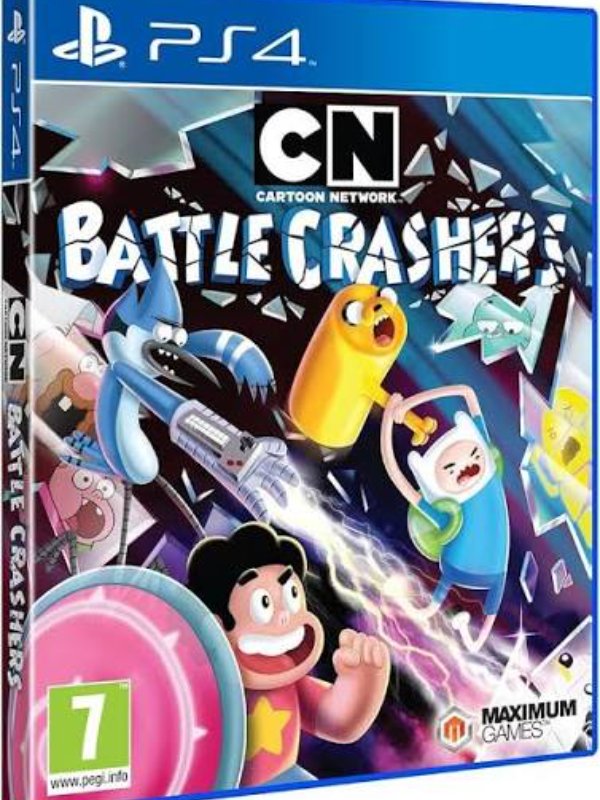 PS4
PS4
CN
CARTOON NETWORK
BATTLE CRASHERS
CN
BATTLE CRASHERS
7
www.pegi.info
MAXIMUM
GAMES